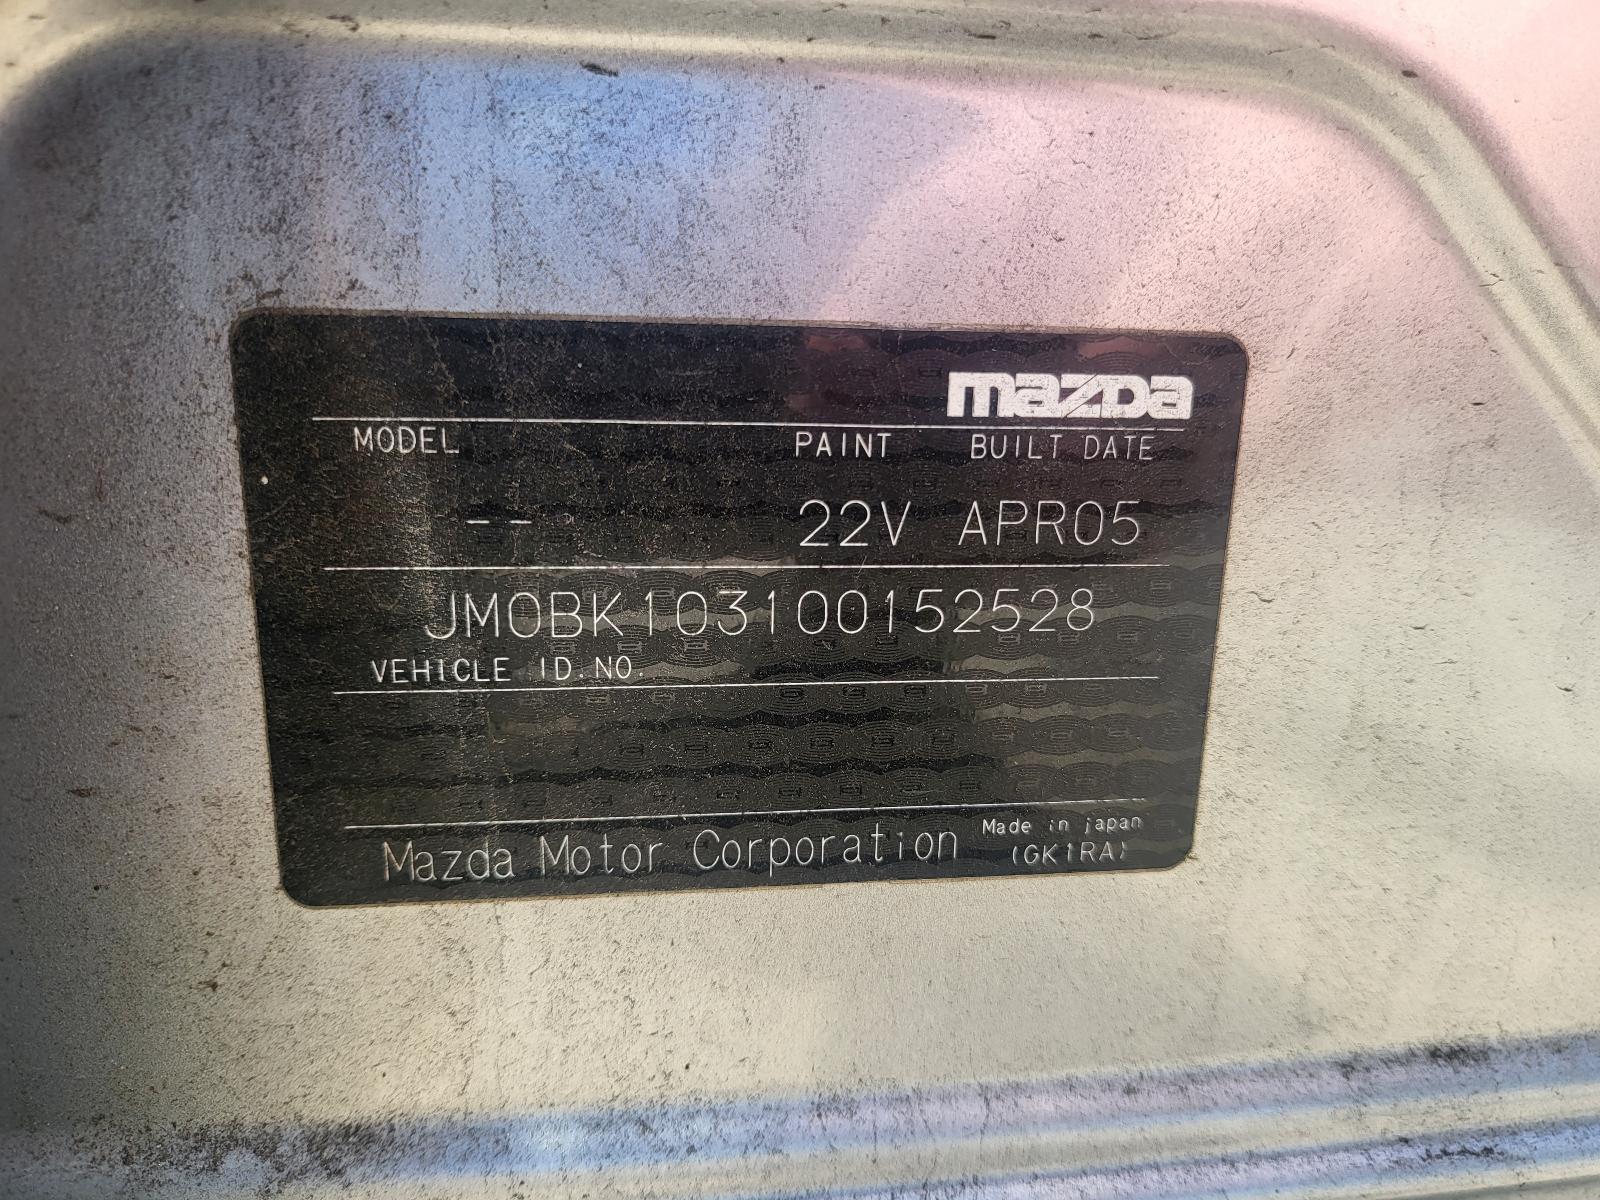 mazda
MODEL PAINT BUILT DATE
-- 22V APR05
JM0BK103100152528
VEHICLE ID.NO.
Mazda Motor Corporation Made in japan
(GK1RA)